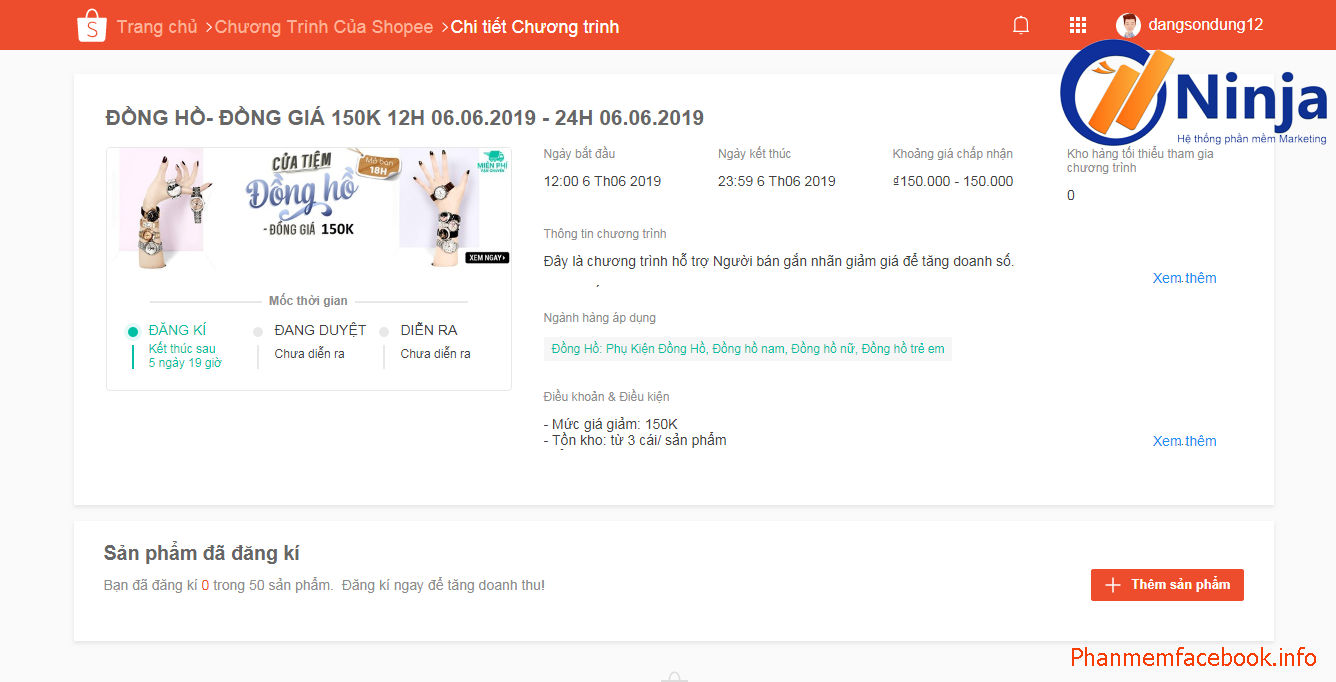 Trang chủ >Chương Trình Của Shopee >Chi tiết Chương trình
dangsondung12
Ninja
Hệ thống phần mềm Marketing
ĐỒNG HỒ- ĐỒNG GIÁ 150K 12H 06.06.2019 - 24H 06.06.2019
CỬA TIỆM
Đồng hồ
- ĐỒNG GIÁ 150K
Mở bán
18H
MIỄN PHÍ
VẬN CHUYỂN
XEM NGAY
Mốc thời gian
ĐĂNG KÍ
Kết thúc sau
5 ngày 19 giờ
ĐANG DUYỆT
Chưa diễn ra
DIỄN RA
Chưa diễn ra
Ngày bắt đầu
12:00 6 Th06 2019
Ngày kết thúc
23:59 6 Th06 2019
Khoảng giá chấp nhận
₫150.000 - 150.000
Kho hàng tối thiểu tham gia
chương trình
0
Thông tin chương trình
Đây là chương trình hỗ trợ Người bán gắn nhãn giảm giá để tăng doanh số.
Xem thêm
Ngành hàng áp dụng
Đồng Hồ: Phụ Kiện Đồng Hồ, Đồng hồ nam, Đồng hồ nữ, Đồng hồ trẻ em
Điều khoản & Điều kiện
- Mức giá giảm: 150K
- Tồn kho: từ 3 cái/ sản phẩm
Xem thêm
Sản phẩm đã đăng kí
Bạn đã đăng kí 0 trong 50 sản phẩm. Đăng kí ngay để tăng doanh thu!
Thêm sản phẩm
Phanmemfacebook.info